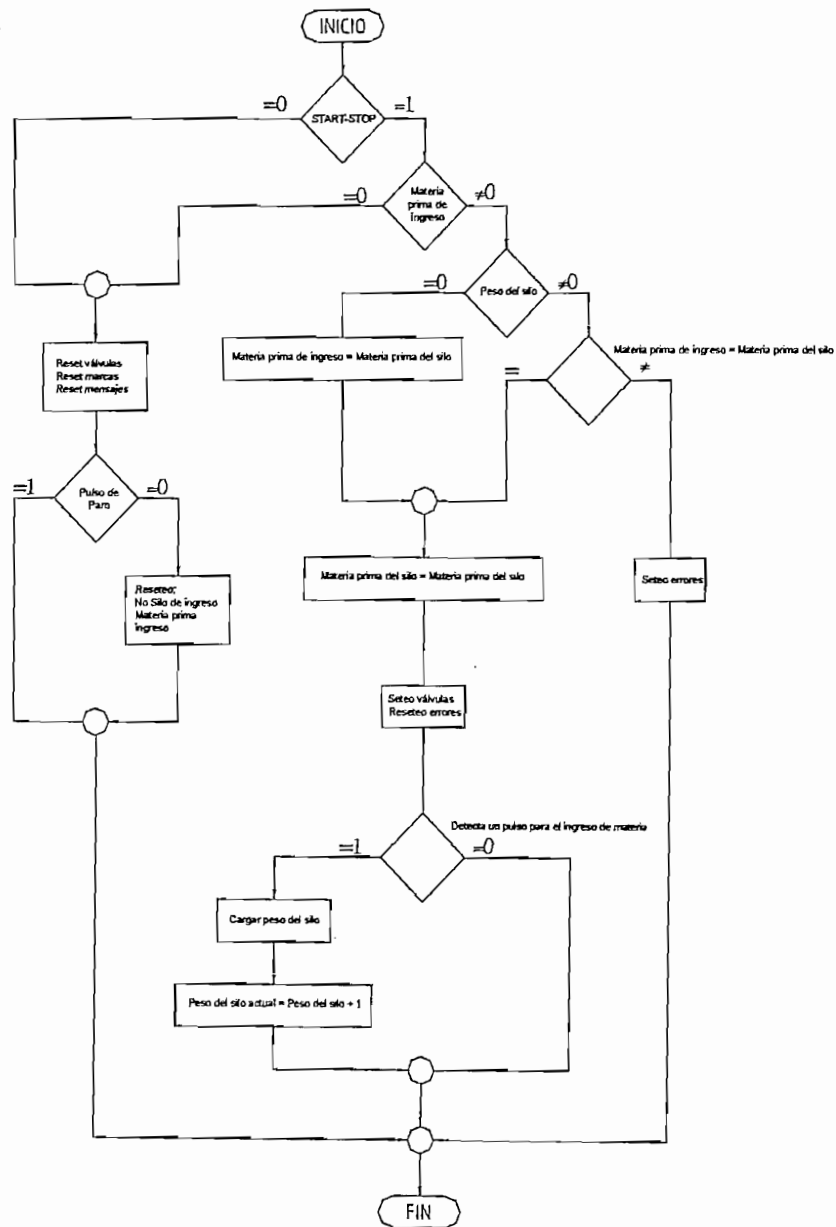 INICIO
=0
START-STOP
=1
=0
Materia
prima de
Ingreso
≠0
=0
Peso del silo
≠0
Materia prima de ingreso = Materia prima del silo
Materia prima de ingreso = Materia prima del silo
=
≠
Reset válvulas
Reset marcas
Reset mensajes
=1
Pulso de
Paro
=0
Reseteo:
No Silo de ingreso
Materia prima
ingreso
Materia prima del silo = Materia prima del silo
Seteo errores
Seteo válvulas
Reseteo errores
Detecta un pulso para el ingreso de materia
=1
=0
Cargar peso del silo
Peso del silo actual = Peso del silo + 1
FIN